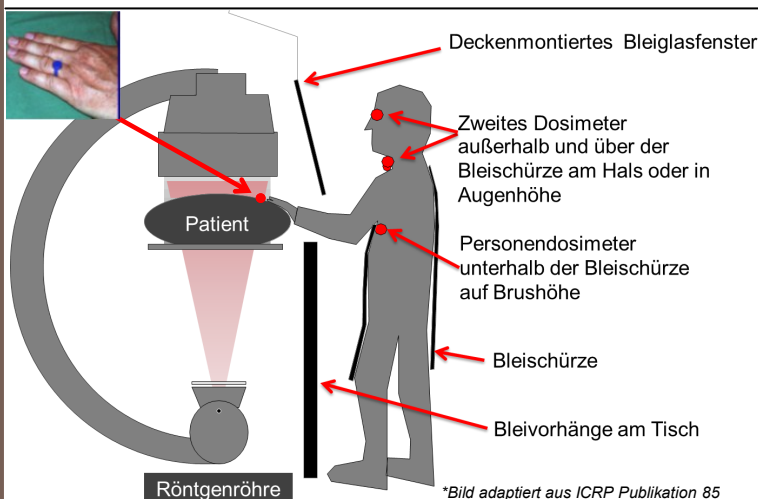 Deckenmontiertes Bleiglasfenster
Zweites Dosimeter
außerhalb und über der
Bleischürze am Hals oder in
Augenhöhe
Patient
Personendosimeter
unterhalb der Bleischürze
auf Brushöhe
Bleischürze
Bleivorhänge am Tisch
Röntgenröhre
*Bild adaptiert aus ICRP Publikation 85